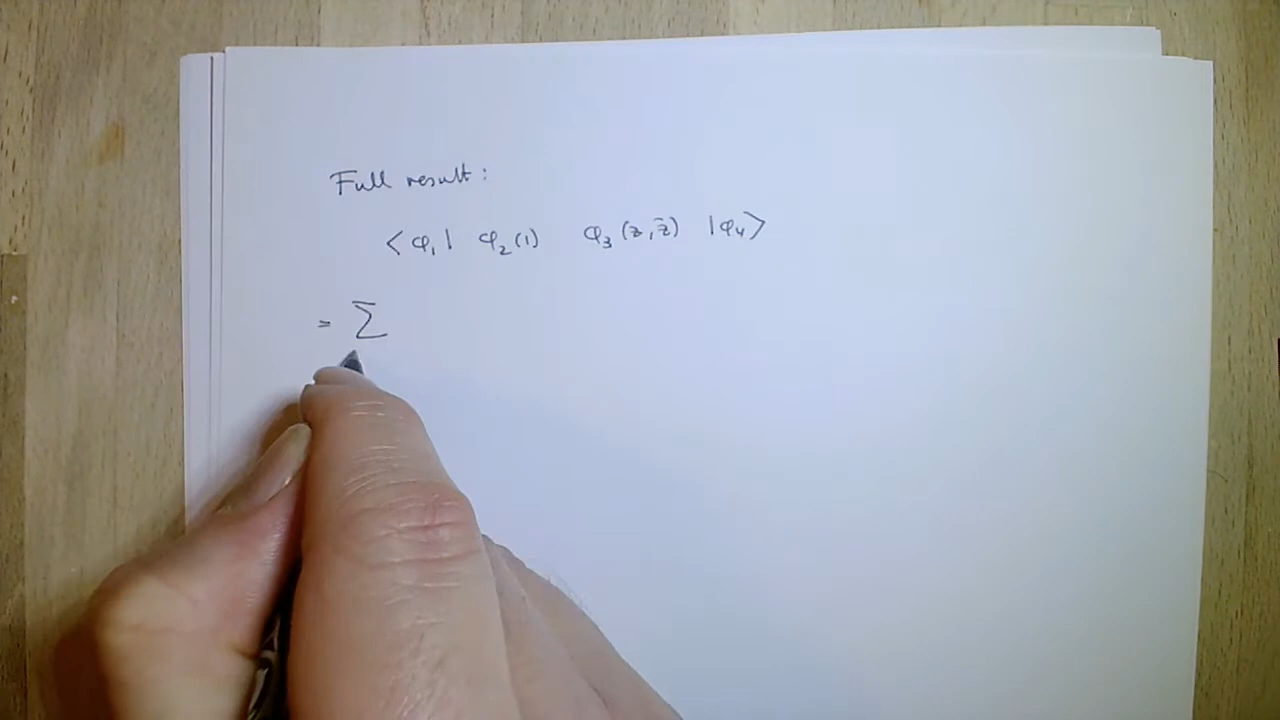 Full result:
⟨φ₁| φ₂(1) φ₃(z,z̄) |φ₄⟩
= Σ